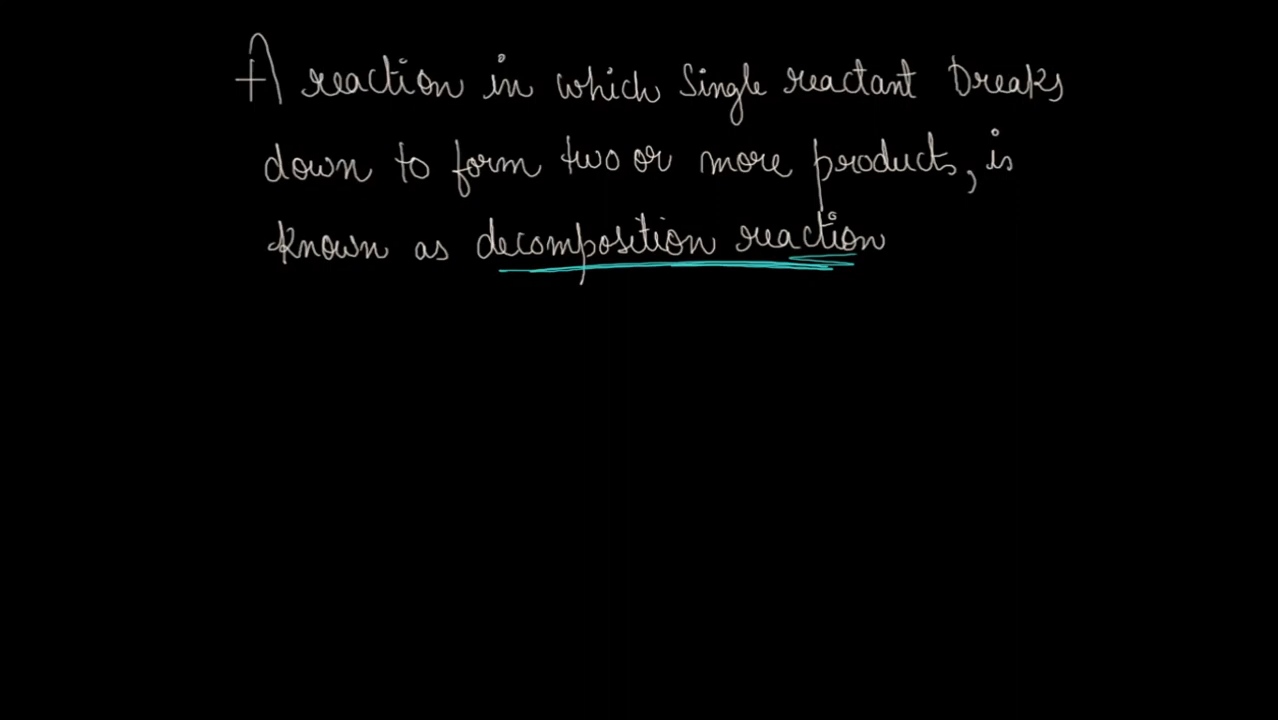 A reaction in which Single reactant breaks
down to form two or more products, is
known as decomposition reaction